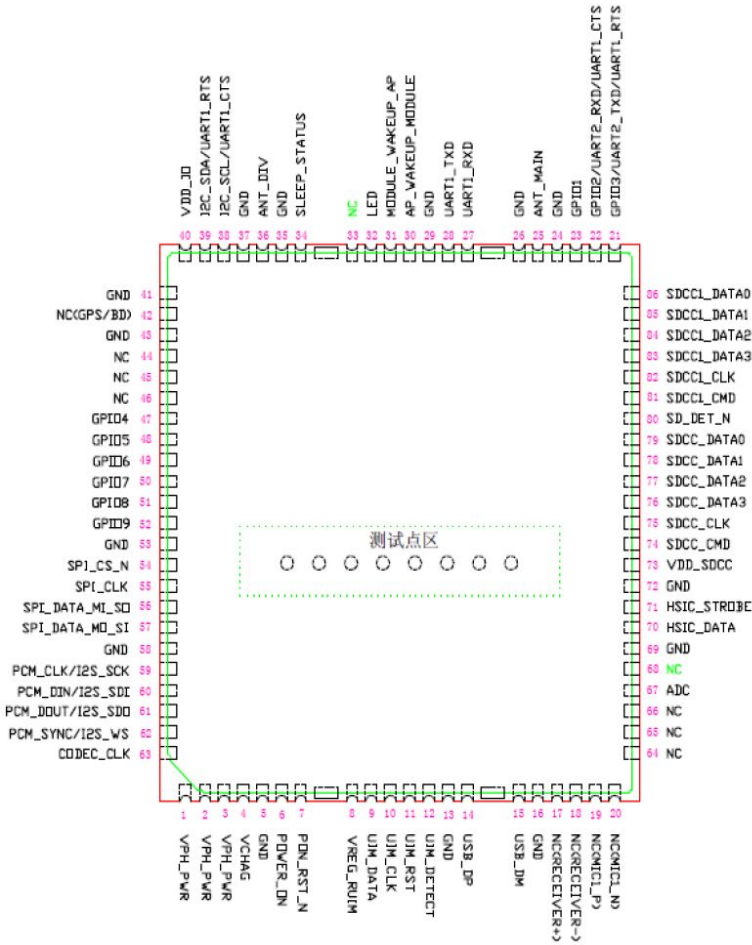 VDD_IO 40
I2C_SDA/UART1_RTS 39
I2C_SCL/UART1_CTS 38
GND 37
ANT_DIV 36
GND 35
SLEEP_STATUS 34
NC 33
LED 32
MODULE_WAKEUP_AP 31
AP_WAKEUP_MODULE 30
GND 29
UART1_TXD 28
UART1_RXD 27
GND 26
ANT_MAIN 25
GND 24
GPIO1 23
GPIO2/UART2_RXD/UART1_CTS 22
GPIO3/UART2_TXD/UART1_RTS 21
GND 41
NC(GPS/BD) 42
GND 43
NC 44
NC 45
NC 46
GPIO4 47
GPIO5 48
GPIO6 49
GPIO7 50
GPIO8 51
GPIO9 52
GND 53
SPI_CS_N 54
SPI_CLK 55
SPI_DATA_MI_SO 56
SPI_DATA_MO_SI 57
GND 58
PCM_CLK/I2S_SCK 59
PCM_DIN/I2S_SDI 60
PCM_DOUT/I2S_SDO 61
PCM_SYNC/I2S_WS 62
CODEC_CLK 63
测试点区
86 SDCC1_DATA0
85 SDCC1_DATA1
84 SDCC1_DATA2
83 SDCC1_DATA3
82 SDCC1_CLK
81 SDCC1_CMD
80 SD_DET_N
79 SDCC_DATA0
78 SDCC_DATA1
77 SDCC_DATA2
76 SDCC_DATA3
75 SDCC_CLK
74 SDCC_CMD
73 VDD_SDCC
72 GND
71 HSIC_STROBE
70 HSIC_DATA
69 GND
68 NC
67 ADC
66 NC
65 NC
64 NC
1 VPH_PWR
2 VPH_PWR
3 VPH_PWR
4 VCHAG
5 GND
6 POWER_ON
7 PON_RST_N
8 VREG_RUIM
9 UIM_DATA
10 UIM_CLK
11 UIM_RST
12 UIM_DETECT
13 GND
14 USB_DP
15 USB_DM
16 GND
17 NC(RECEIVER+)
18 NC(RECEIVER-)
19 NC(MIC1_P)
20 NC(MIC1_N)